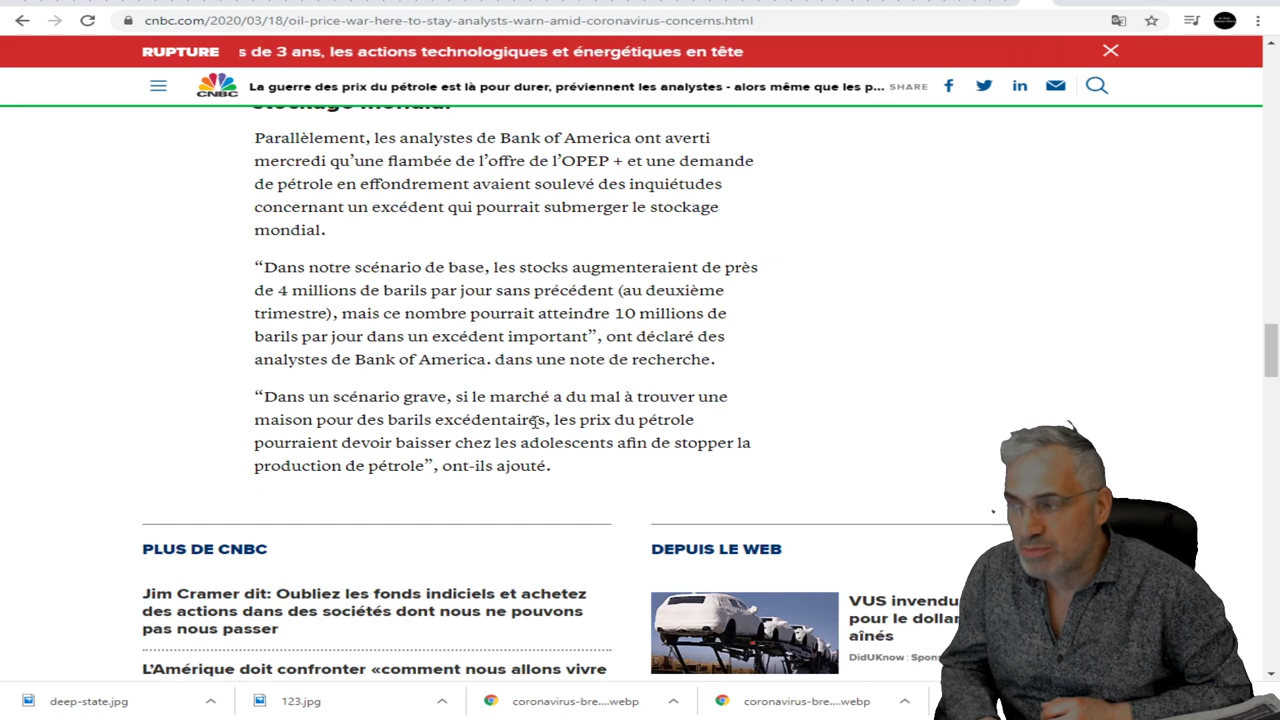 cnbc.com/2020/03/18/oil-price-war-here-to-stay-analysts-warn-amid-coronavirus-concerns.html
RUPTURE s de 3 ans, les actions technologiques et énergétiques en tête
CNBC La guerre des prix du pétrole est là pour durer, préviennent les analystes - alors même que les p... SHARE
stockage mondial
Parallèlement, les analystes de Bank of America ont averti
mercredi qu’une flambée de l’offre de l’OPEP + et une demande
de pétrole en effondrement avaient soulevé des inquiétudes
concernant un excédent qui pourrait submerger le stockage
mondial.
“Dans notre scénario de base, les stocks augmenteraient de près
de 4 millions de barils par jour sans précédent (au deuxième
trimestre), mais ce nombre pourrait atteindre 10 millions de
barils par jour dans un excédent important”, ont déclaré des
analystes de Bank of America. dans une note de recherche.
“Dans un scénario grave, si le marché a du mal à trouver une
maison pour des barils excédentaires, les prix du pétrole
pourraient devoir baisser chez les adolescents afin de stopper la
production de pétrole”, ont-ils ajouté.
PLUS DE CNBC
Jim Cramer dit: Oubliez les fonds indiciels et achetez
des actions dans des sociétés dont nous ne pouvons
pas nous passer
L’Amérique doit confronter «comment nous allons vivre
DEPUIS LE WEB
VUS invendu
pour le dollar
aînés
DidUKnow : Spons
deep-state.jpg
123.jpg
coronavirus-bre....webp
coronavirus-bre....webp